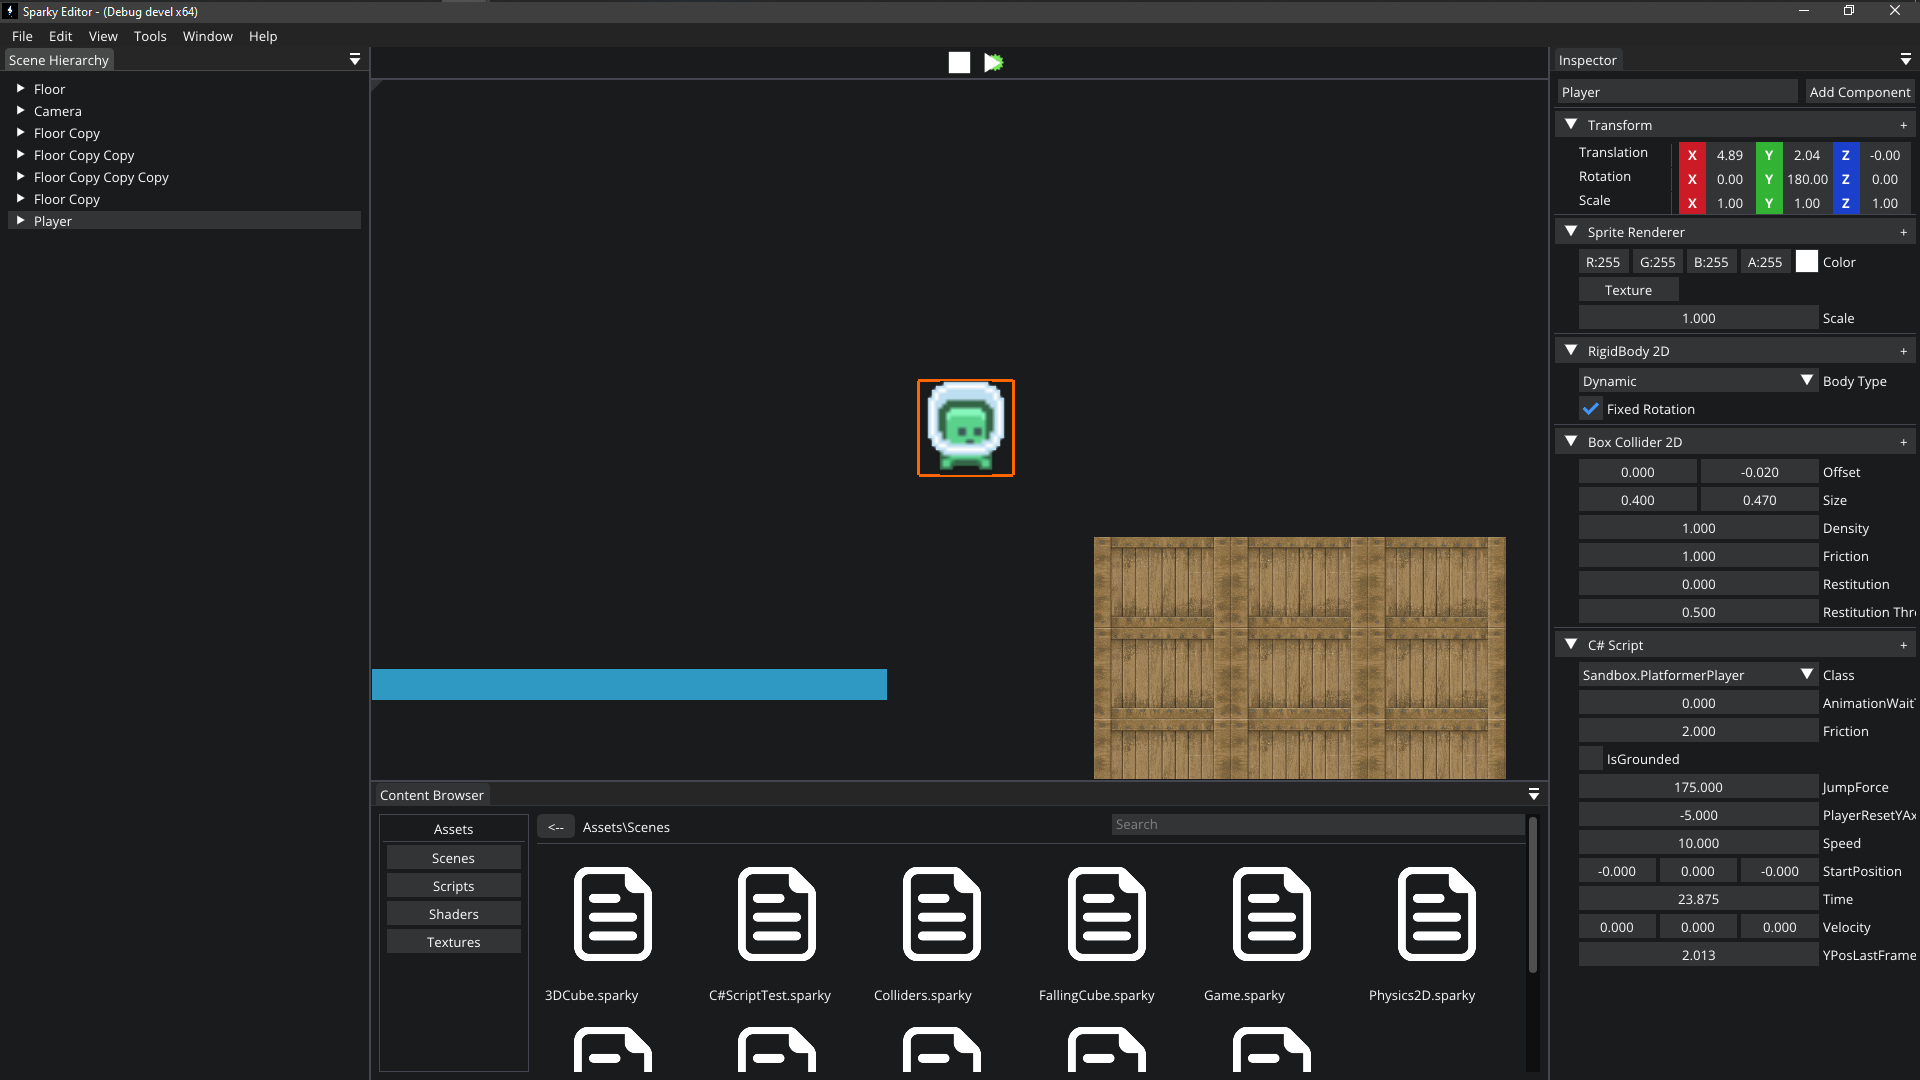 Sparky Editor - (Debug devel x64)
File Edit View Tools Window Help
Scene Hierarchy
Floor
Camera
Floor Copy
Floor Copy Copy
Floor Copy Copy Copy
Floor Copy
Player
Inspector
Player Add Component
Transform +
Translation X 4.89 Y 2.04 Z -0.00
Rotation X 0.00 Y 180.00 Z 0.00
Scale X 1.00 Y 1.00 Z 1.00
Sprite Renderer +
R:255 G:255 B:255 A:255 Color
Texture
1.000 Scale
RigidBody 2D +
Dynamic Body Type
Fixed Rotation
Box Collider 2D +
0.000 -0.020 Offset
0.400 0.470 Size
1.000 Density
1.000 Friction
0.000 Restitution
0.500 Restitution Thr
C# Script +
Sandbox.PlatformerPlayer Class
0.000 AnimationWait
2.000 Friction
IsGrounded
175.000 JumpForce
-5.000 PlayerResetYAx
10.000 Speed
-0.000 0.000 -0.000 StartPosition
23.875 Time
0.000 0.000 0.000 Velocity
2.013 YPosLastFrame
Content Browser
Assets
Scenes
Scripts
Shaders
Textures
<-- Assets\Scenes Search
3DCube.sparky C#ScriptTest.sparky Colliders.sparky FallingCube.sparky Game.sparky Physics2D.sparky